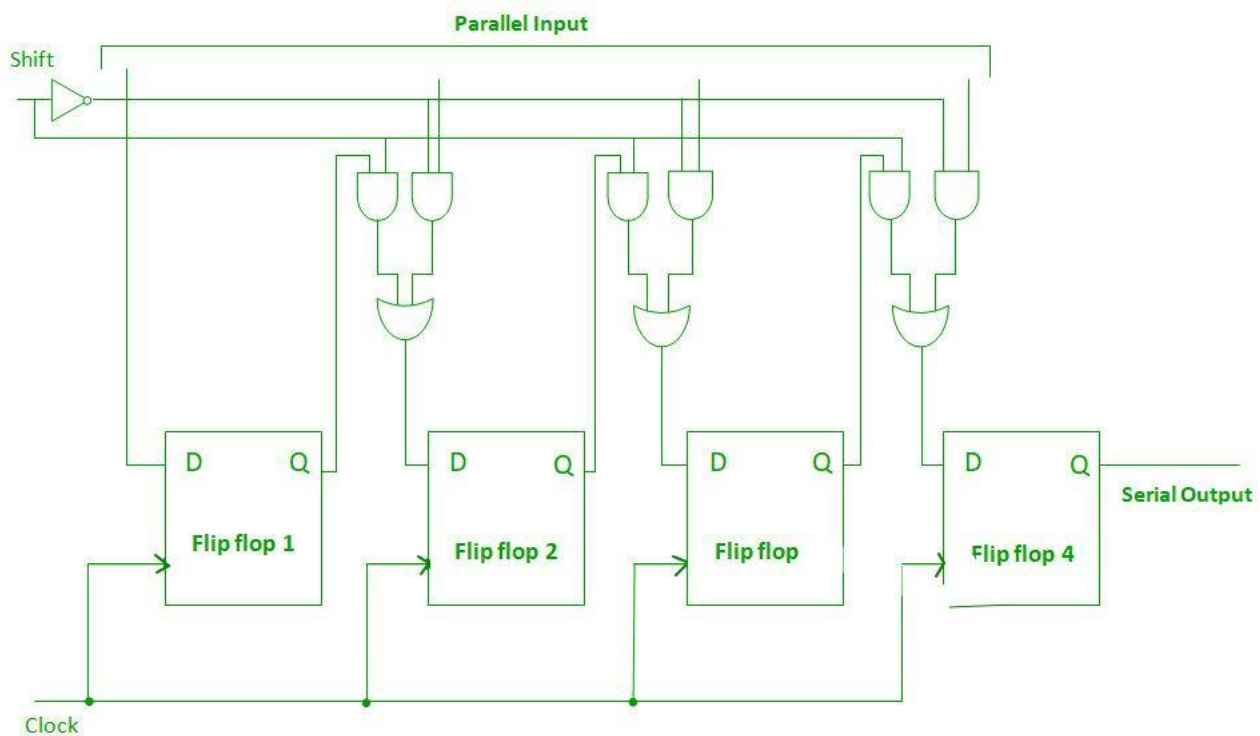 Parallel Input
Shift
D Q
D Q
D Q
D Q
Serial Output
Flip flop 1
Flip flop 2
Flip flop
Flip flop 4
Clock